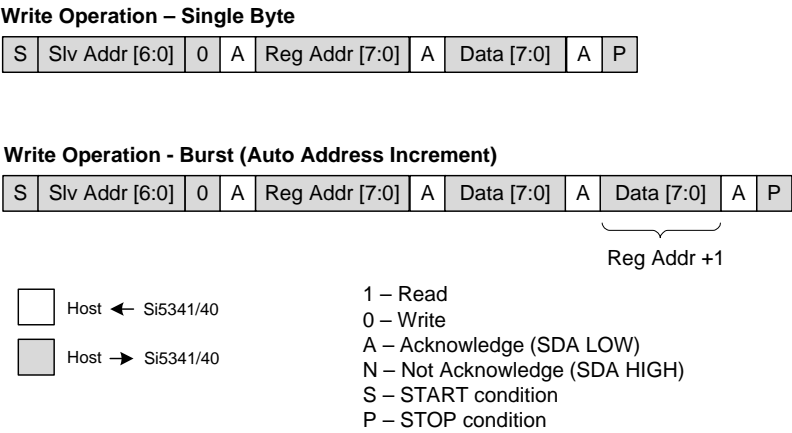 Write Operation – Single Byte
S Slv Addr [6:0] 0 A Reg Addr [7:0] A Data [7:0] A P
Write Operation - Burst (Auto Address Increment)
S Slv Addr [6:0] 0 A Reg Addr [7:0] A Data [7:0] A Data [7:0] A P
Reg Addr +1
Host Si5341/40
Host Si5341/40
1 – Read
0 – Write
A – Acknowledge (SDA LOW)
N – Not Acknowledge (SDA HIGH)
S – START condition
P – STOP condition